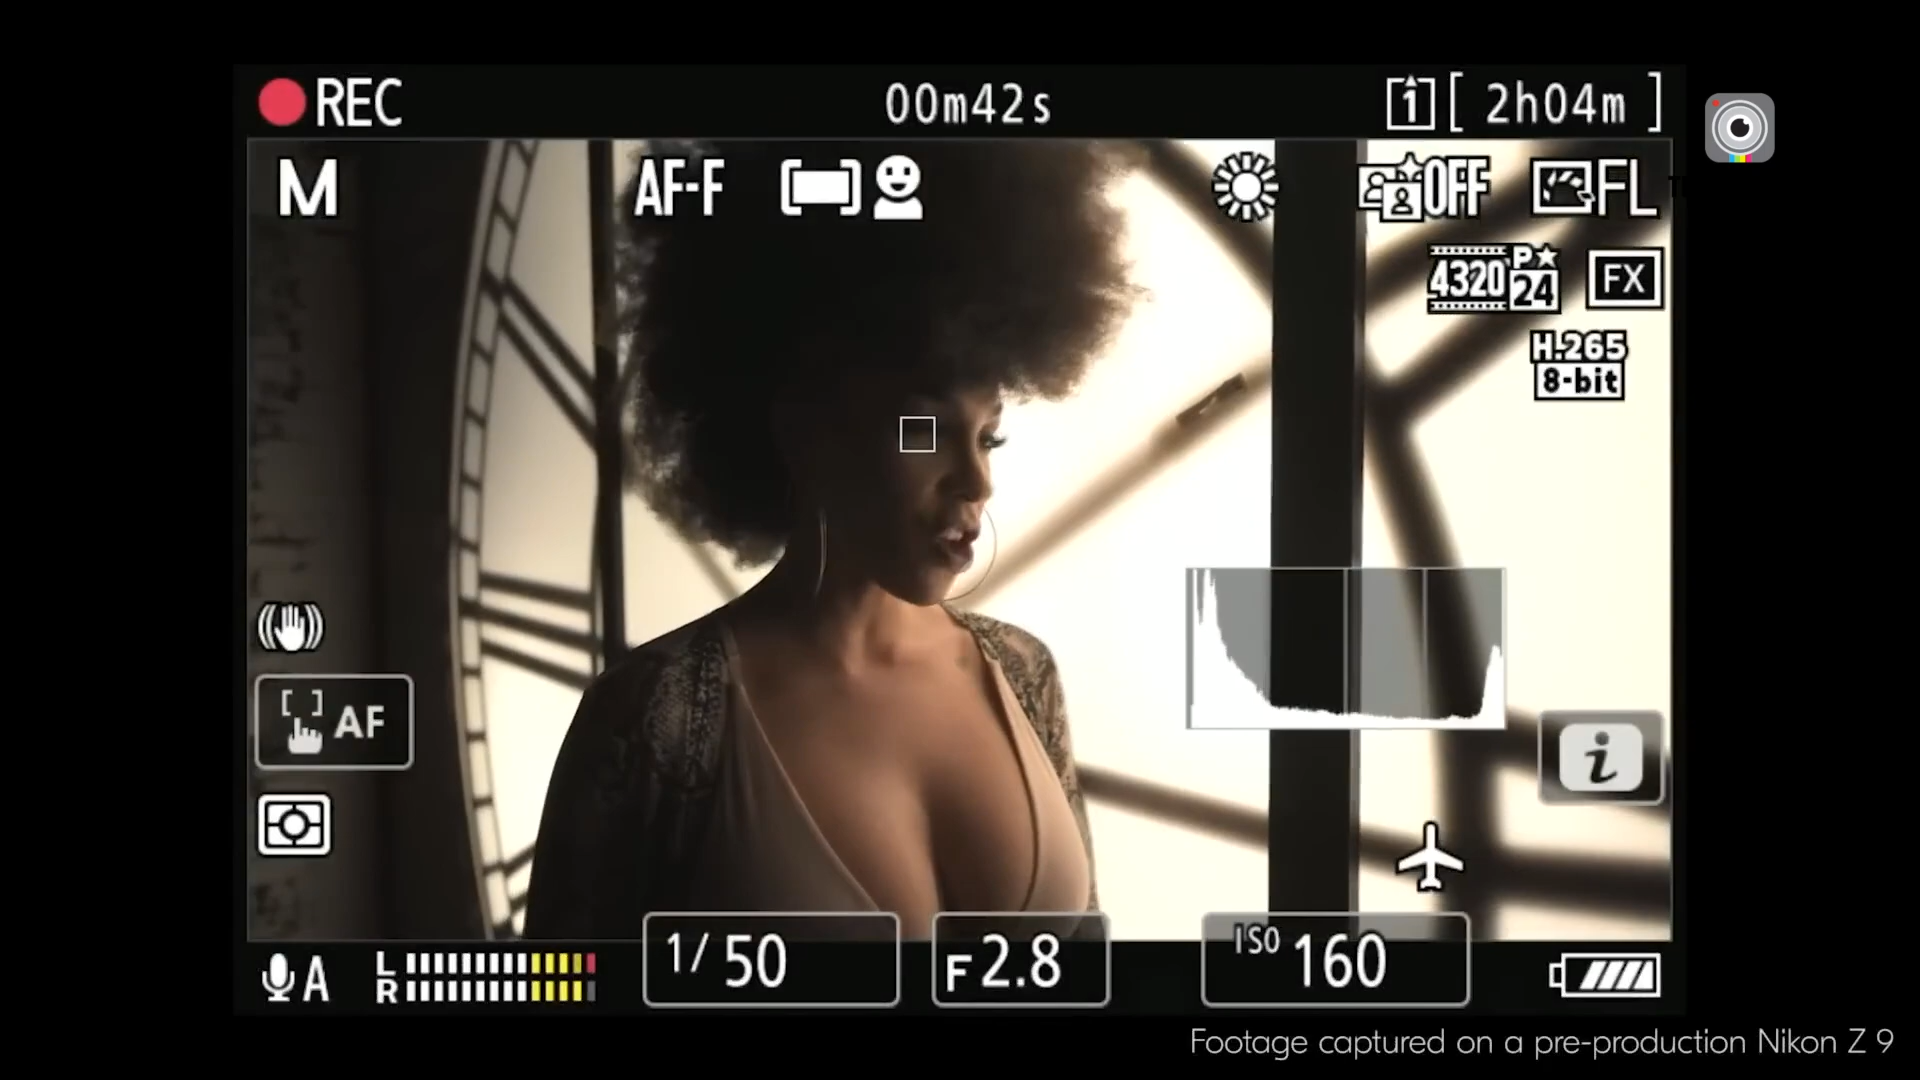 REC 00m42s 1 [ 2h04m ]
M AF-F OFF FL
4320 P★ 24 FX
H.265
8-bit
AF
i
A L
R
1/50 F2.8 ISO 160
Footage captured on a pre-production Nikon Z 9